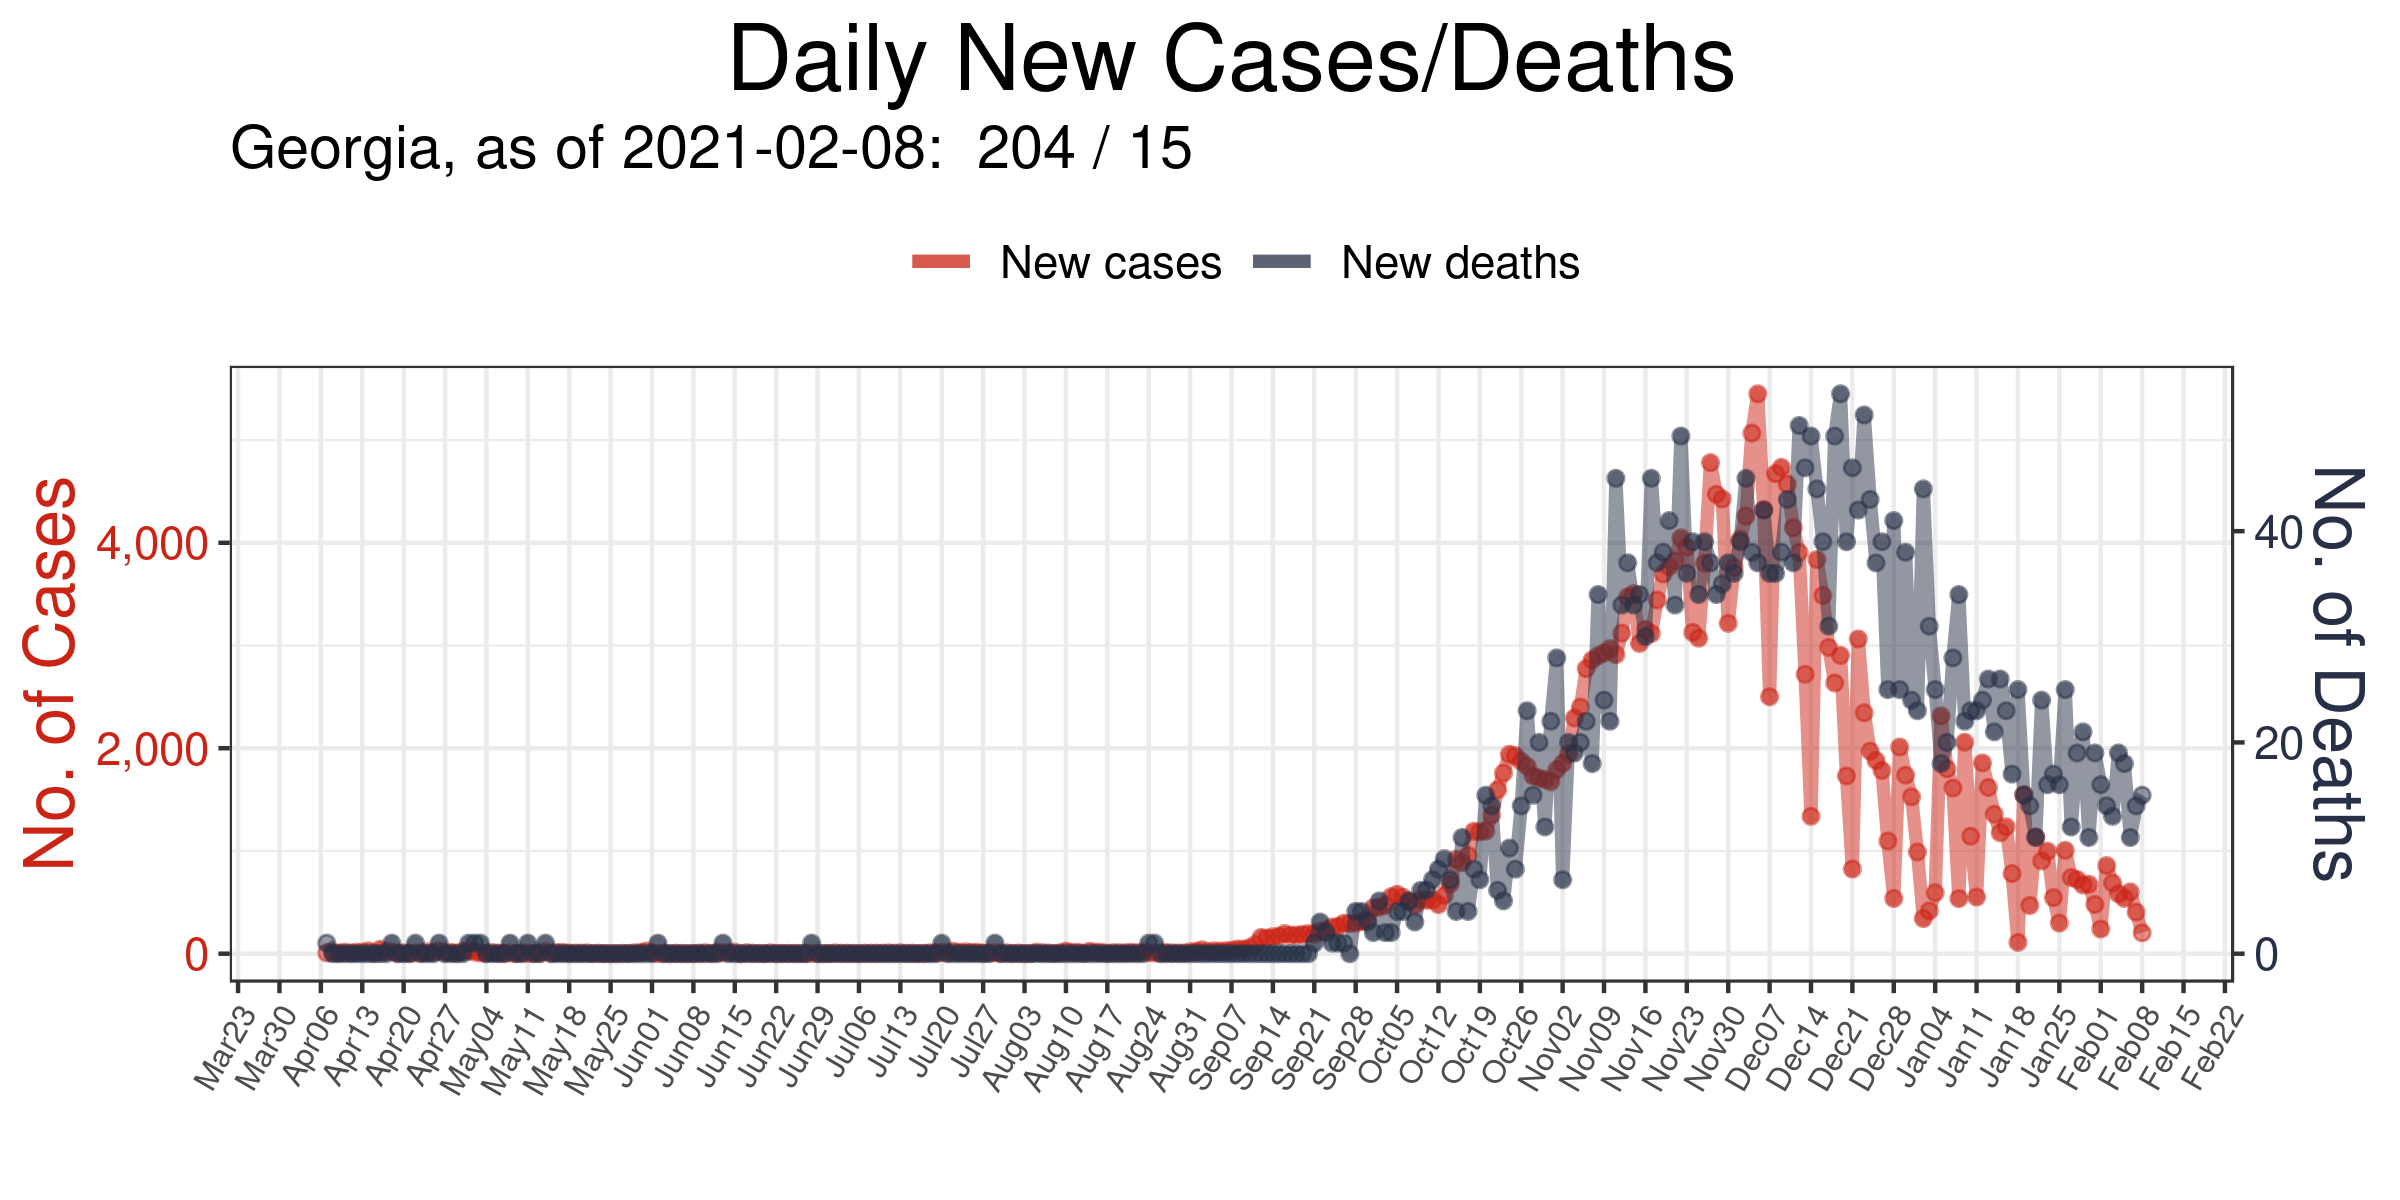 Daily New Cases/Deaths
Georgia, as of 2021-02-08:  204 / 15
New cases
New deaths
No. of Cases
4,000
2,000
0
40
20
0
No. of Deaths
Mar23
Mar30
Apr06
Apr13
Apr20
Apr27
May04
May11
May18
May25
Jun01
Jun08
Jun15
Jun22
Jun29
Jul06
Jul13
Jul20
Jul27
Aug03
Aug10
Aug17
Aug24
Aug31
Sep07
Sep14
Sep21
Sep28
Oct05
Oct12
Oct19
Oct26
Nov02
Nov09
Nov16
Nov23
Nov30
Dec07
Dec14
Dec21
Dec28
Jan04
Jan11
Jan18
Jan25
Feb01
Feb08
Feb15
Feb22